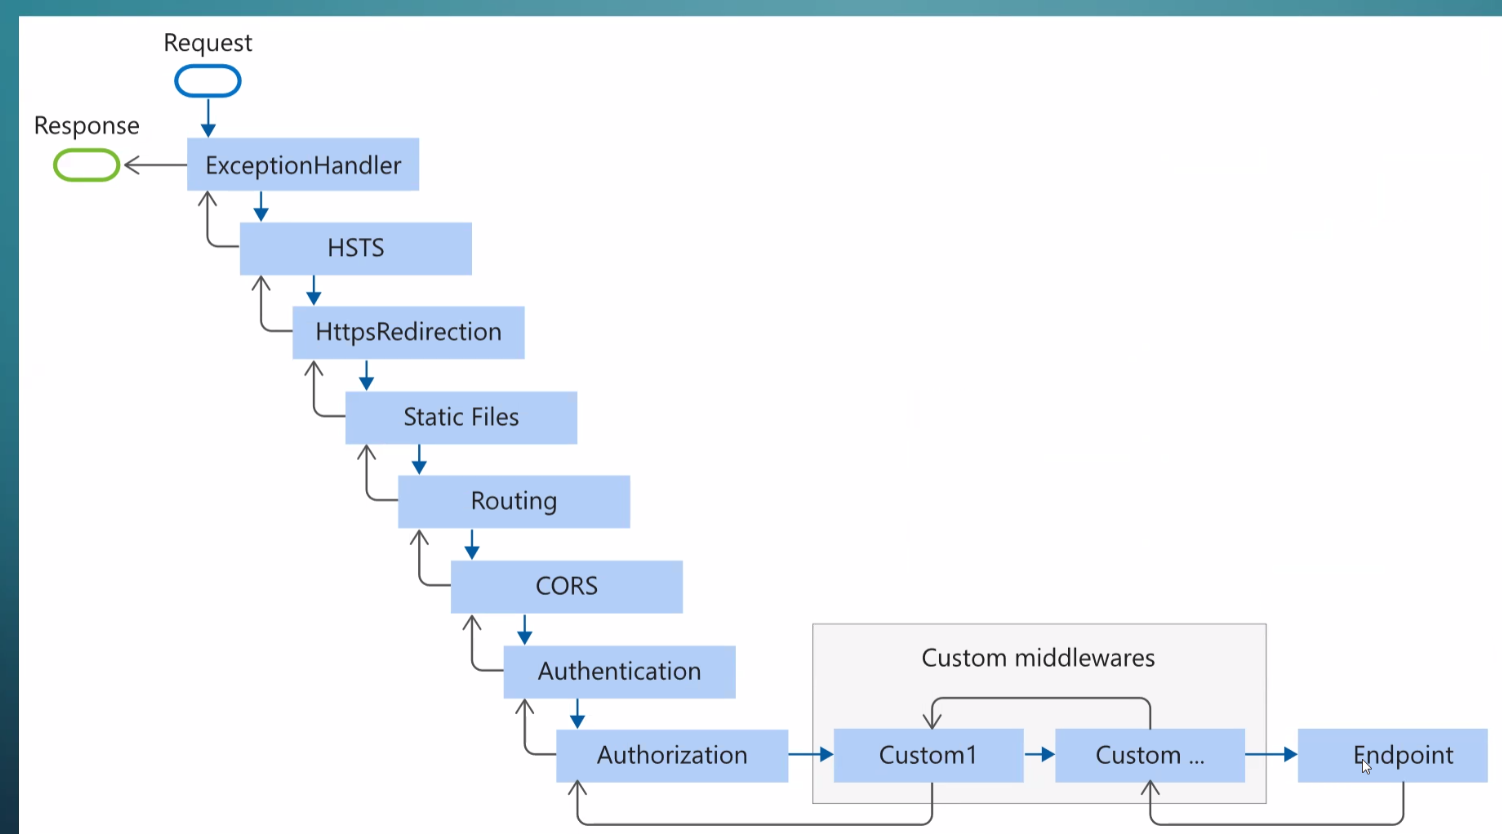 Request
Response
ExceptionHandler
HSTS
HttpsRedirection
Static Files
Routing
CORS
Authentication
Custom middlewares
Authorization
Custom1
Custom ...
Endpoint